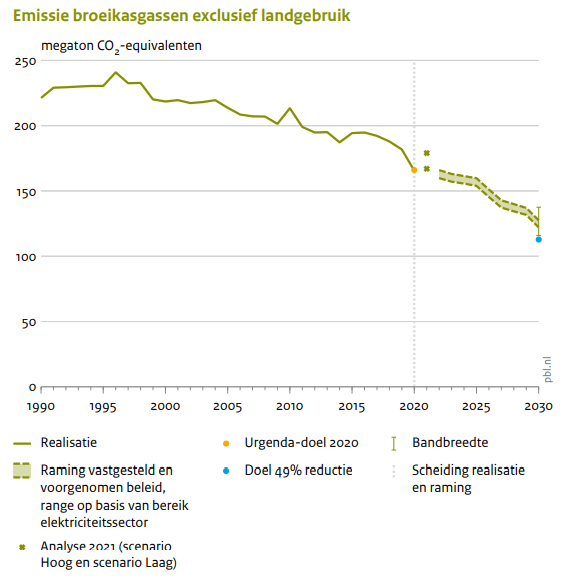 Emissie broeikasgassen exclusief landgebruik
megaton CO₂-equivalenten
250
200
150
100
50
0
1990 1995 2000 2005 2010 2015 2020 2025 2030
pbl.nl
Realisatie
Raming vastgesteld en
voorgenomen beleid,
range op basis van bereik
elektriciteitssector
Analyse 2021 (scenario
Hoog en scenario Laag)
Urgenda-doel 2020
Doel 49% reductie
Bandbreedte
Scheiding realisatie
en raming